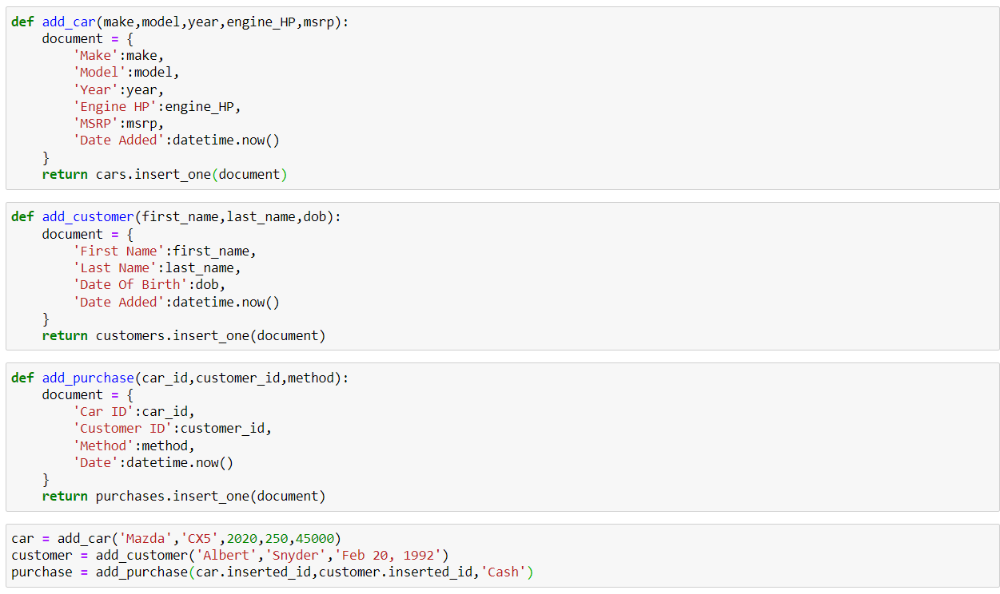 def add_car(make,model,year,engine_HP,msrp):
    document = {
        'Make':make,
        'Model':model,
        'Year':year,
        'Engine HP':engine_HP,
        'MSRP':msrp,
        'Date Added':datetime.now()
    }
    return cars.insert_one(document)
def add_customer(first_name,last_name,dob):
    document = {
        'First Name':first_name,
        'Last Name':last_name,
        'Date Of Birth':dob,
        'Date Added':datetime.now()
    }
    return customers.insert_one(document)
def add_purchase(car_id,customer_id,method):
    document = {
        'Car ID':car_id,
        'Customer ID':customer_id,
        'Method':method,
        'Date':datetime.now()
    }
    return purchases.insert_one(document)
car = add_car('Mazda','CX5',2020,250,45000)
customer = add_customer('Albert','Snyder','Feb 20, 1992')
purchase = add_purchase(car.inserted_id,customer.inserted_id,'Cash')